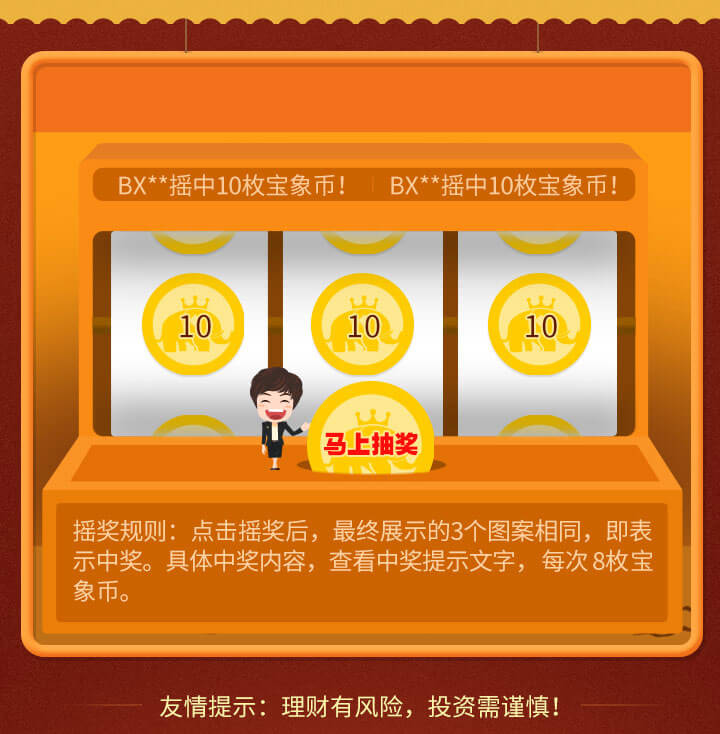 BX**摇中10枚宝象币！ BX**摇中10枚宝象币！
10 10 10
马上抽奖
摇奖规则：点击摇奖后，最终展示的3个图案相同，即表
示中奖。具体中奖内容，查看中奖提示文字，每次8枚宝
象币。
友情提示：理财有风险，投资需谨慎！